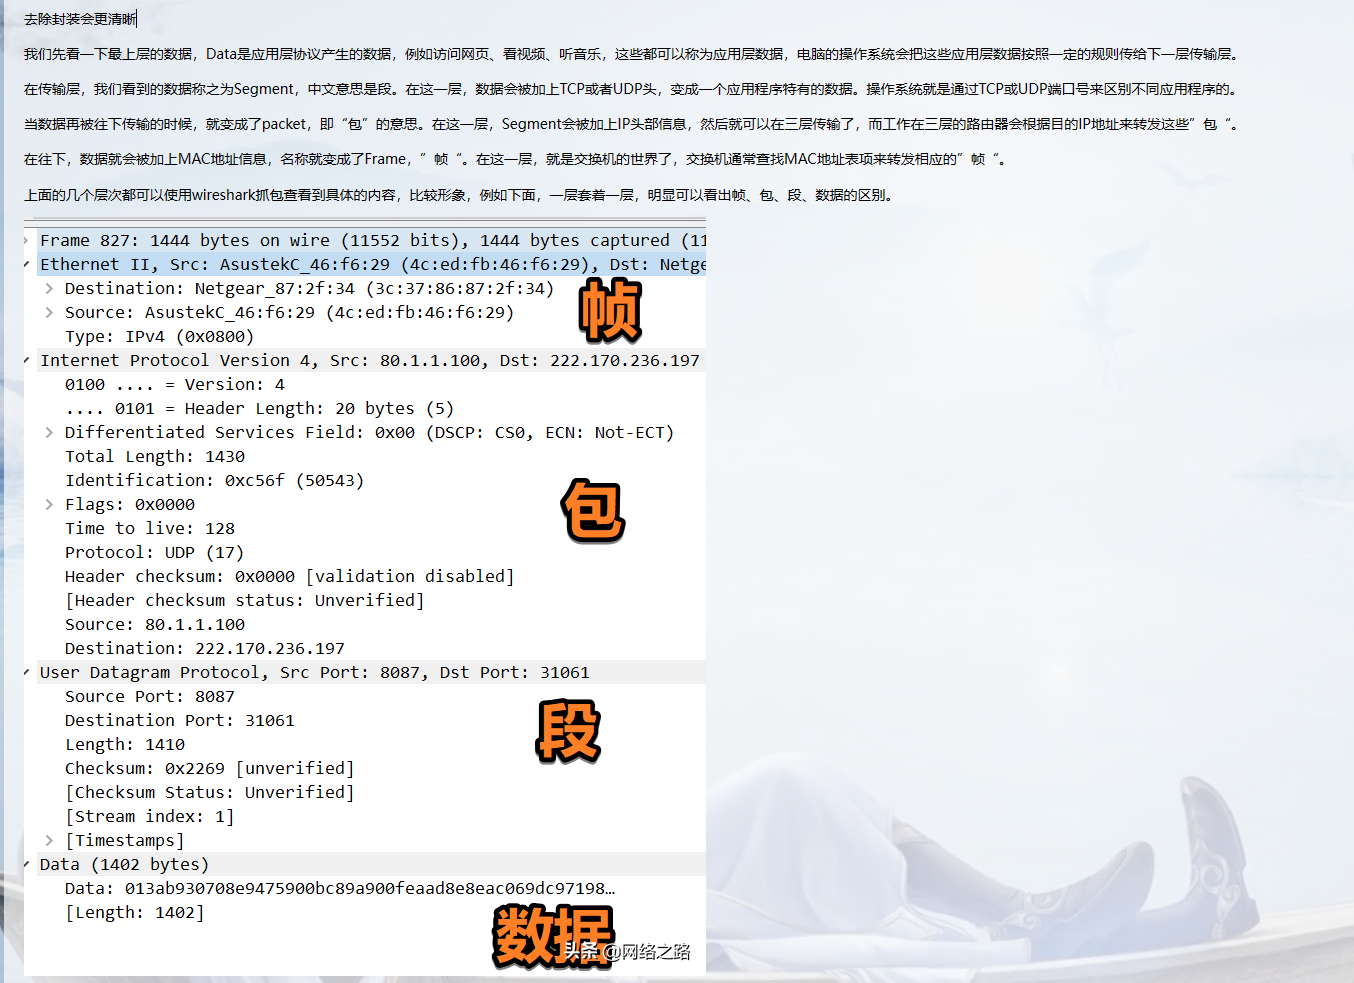 去除封装会更清晰
我们先看一下最上层的数据，Data是应用层协议产生的数据，例如访问网页、看视频、听音乐，这些都可以称为应用层数据，电脑的操作系统会把这些应用层数据按照一定的规则传给下一层传输层。
在传输层，我们看到的数据称之为Segment，中文意思是段。在这一层，数据会被加上TCP或者UDP头，变成一个应用程序特有的数据。操作系统就是通过TCP或UDP端口号来区别不同应用程序的。
当数据再被往下传输的时候，就变成了packet，即“包”的意思。在这一层，Segment会被加上IP头部信息，然后就可以在三层传输了，而工作在三层的路由器会根据目的IP地址来转发这些”包“。
在往下，数据就会被加上MAC地址信息，名称就变成了Frame，”帧“。在这一层，就是交换机的世界了，交换机通常查找MAC地址表项来转发相应的”帧“。
上面的几个层次都可以使用wireshark抓包查看到具体的内容，比较形象，例如下面，一层套着一层，明显可以看出帧、包、段、数据的区别。
Frame 827: 1444 bytes on wire (11552 bits), 1444 bytes captured (11
Ethernet II, Src: AsustekC_46:f6:29 (4c:ed:fb:46:f6:29), Dst: Netge
Destination: Netgear_87:2f:34 (3c:37:86:87:2f:34)
帧
Source: AsustekC_46:f6:29 (4c:ed:fb:46:f6:29)
Type: IPv4 (0x0800)
Internet Protocol Version 4, Src: 80.1.1.100, Dst: 222.170.236.197
0100 .... = Version: 4
.... 0101 = Header Length: 20 bytes (5)
Differentiated Services Field: 0x00 (DSCP: CS0, ECN: Not-ECT)
Total Length: 1430
Identification: 0xc56f (50543)
包
Flags: 0x0000
Time to live: 128
Protocol: UDP (17)
Header checksum: 0x0000 [validation disabled]
[Header checksum status: Unverified]
Source: 80.1.1.100
Destination: 222.170.236.197
User Datagram Protocol, Src Port: 8087, Dst Port: 31061
Source Port: 8087
Destination Port: 31061
段
Length: 1410
Checksum: 0x2269 [unverified]
[Checksum Status: Unverified]
[Stream index: 1]
[Timestamps]
Data (1402 bytes)
Data: 013ab930708e9475900bc89a900feaad8e8eac069dc97198…
[Length: 1402]
数据
头条 @网络之路